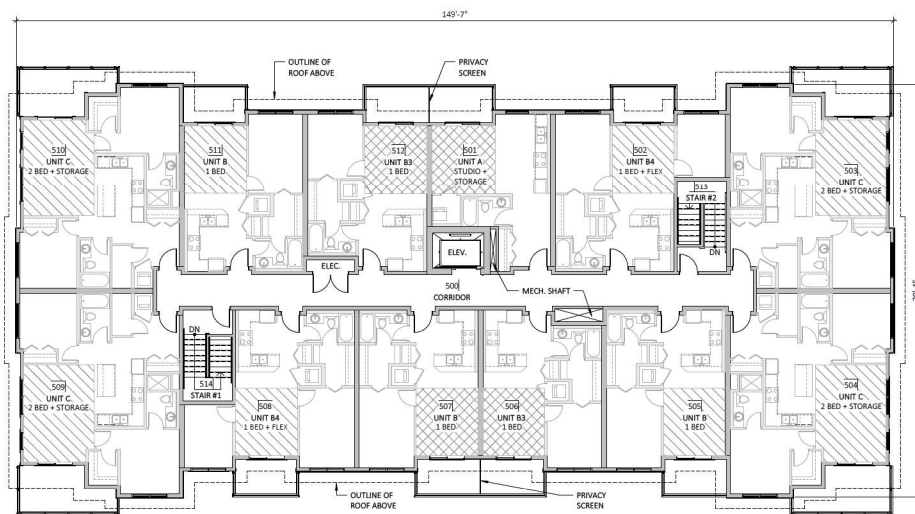 149'-7"
OUTLINE OF
ROOF ABOVE
PRIVACY
SCREEN
510
UNIT C
2 BED + STORAGE
511
UNIT B
1 BED
512
UNIT B3
1 BED
501
UNIT A
STUDIO +
STORAGE
502
UNIT B4
1 BED + FLEX
513
STAIR #2
DN
503
UNIT C
2 BED + STORAGE
ELEC.
ELEV.
500
CORRIDOR
MECH. SHAFT
DN
514
STAIR #1
509
UNIT C
2 BED + STORAGE
508
UNIT B4
1 BED + FLEX
507
UNIT B
1 BED
506
UNIT B3
1 BED
505
UNIT B
1 BED
504
UNIT C
2 BED + STORAGE
OUTLINE OF
ROOF ABOVE
PRIVACY
SCREEN